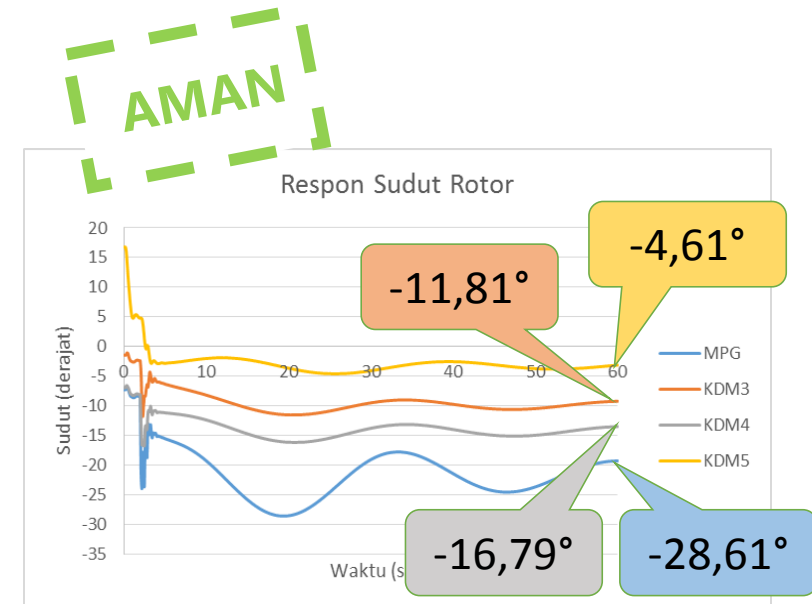 AMAN
Respon Sudut Rotor
-4,61°
-11,81°
-16,79°
-28,61°
Sudut (derajat)
20
15
10
5
0
-5
-10
-15
-20
-25
-30
-35
0
10
20
30
40
50
60
Waktu (s
MPG
KDM3
KDM4
KDM5